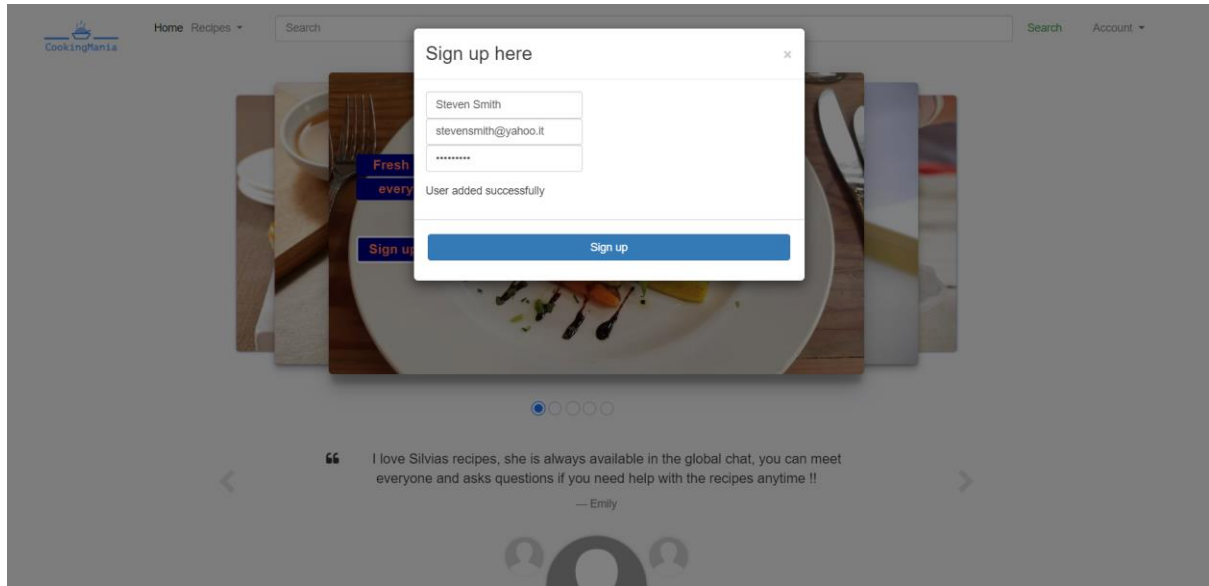 CookingMania
Home Recipes
Search
Search
Account
Sign up here
×
Steven Smith
stevensmith@yahoo.it
•••••••••
User added successfully
Sign up
Fresh
every
Sign up
I love Silvias recipes, she is always available in the global chat, you can meet
everyone and asks questions if you need help with the recipes anytime !!
— Emily